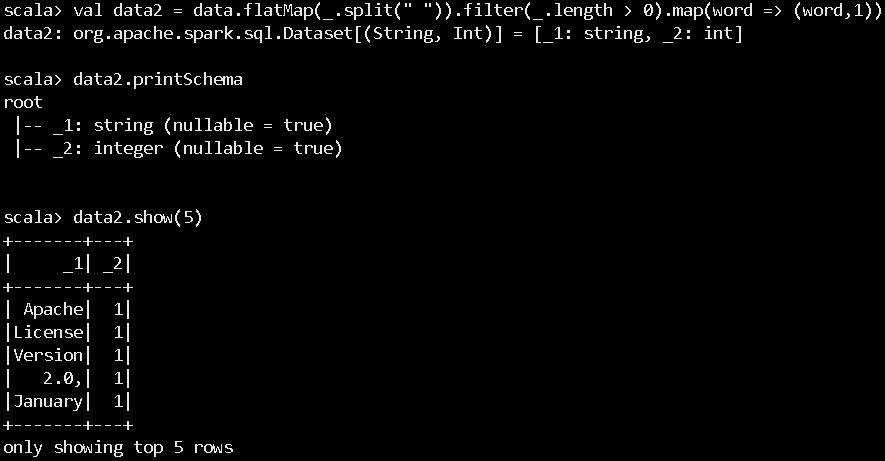 scala> val data2 = data.flatMap(_.split(" ")).filter(_.length > 0).map(word => (word,1))
data2: org.apache.spark.sql.Dataset[(String, Int)] = [_1: string, _2: int]
scala> data2.printSchema
root
 |-- _1: string (nullable = true)
 |-- _2: integer (nullable = true)
scala> data2.show(5)
+-------+---+
|     _1| _2|
+-------+---+
| Apache|  1|
|License|  1|
|Version|  1|
|   2.0,|  1|
|January|  1|
+-------+---+
only showing top 5 rows